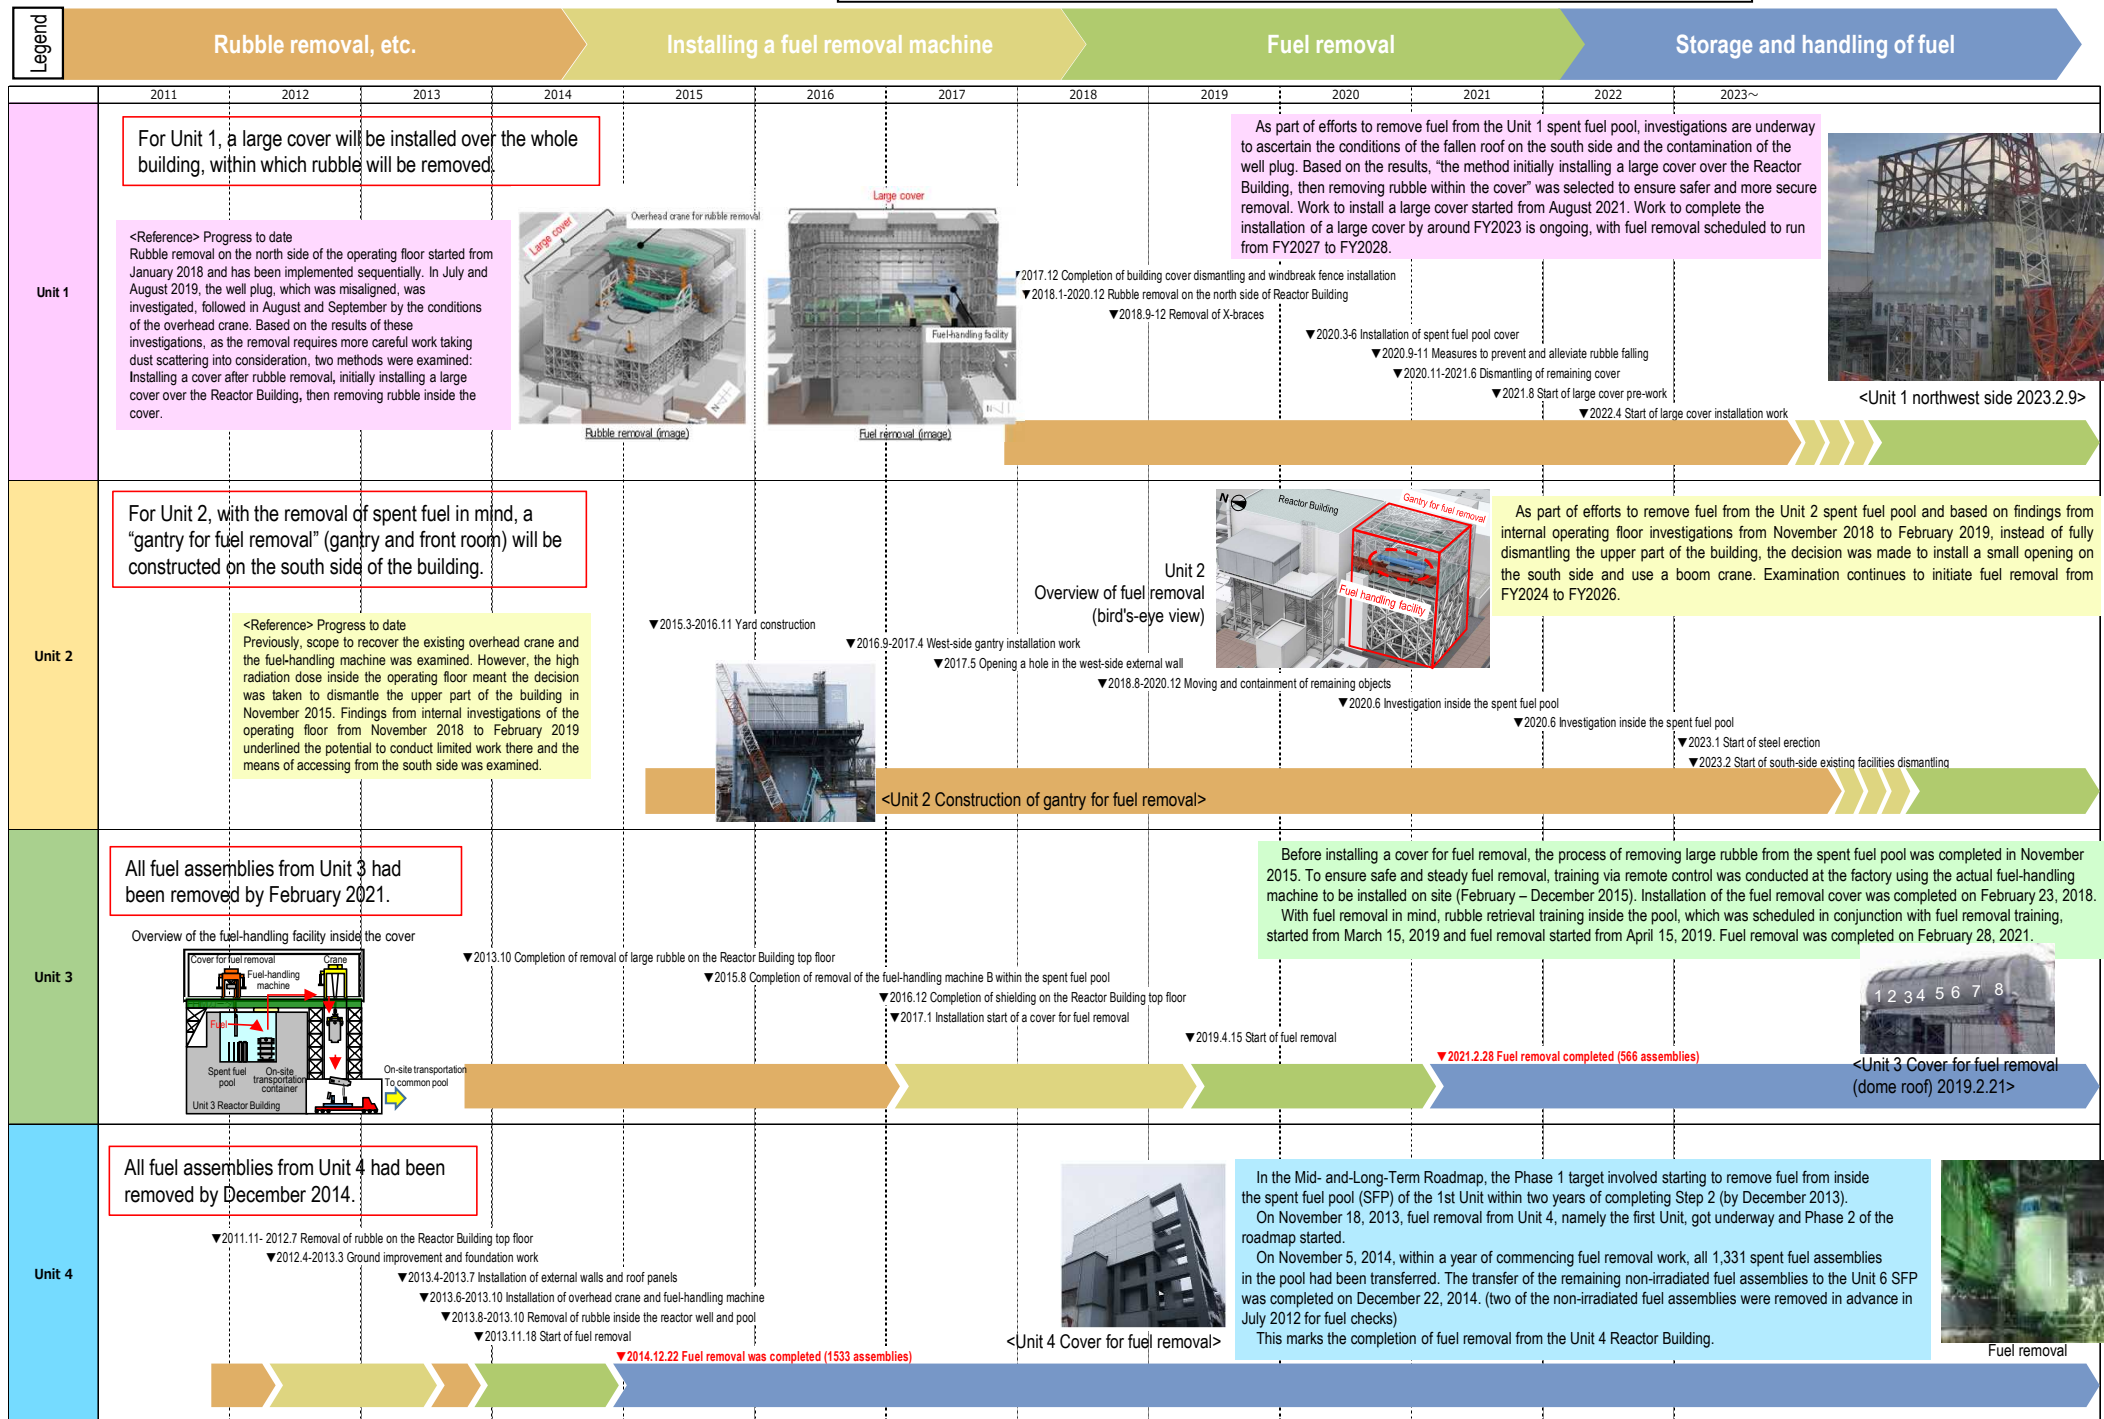 Legend
Rubble removal, etc.
Installing a fuel removal machine
Fuel removal
Storage and handling of fuel
2011
2012
2013
2014
2015
2016
2017
2018
2019
2020
2021
2022
2023～
Unit 1
For Unit 1, a large cover will be installed over the whole
building, within which rubble will be removed.
<Reference> Progress to date
Rubble removal on the north side of the operating floor started from
January 2018 and has been implemented sequentially. In July and
August 2019, the well plug, which was misaligned, was
investigated, followed in August and September by the conditions
of the overhead crane. Based on the results of these
investigations, as the removal requires more careful work taking
dust scattering into consideration, two methods were examined:
Installing a cover after rubble removal, initially installing a large
cover over the Reactor Building, then removing rubble inside the
cover.
Large cover
Overhead crane for rubble removal
N
Rubble removal (image)
Large cover
Fuel-handling facility
N
Fuel removal (image)
As part of efforts to remove fuel from the Unit 1 spent fuel pool, investigations are underway
to ascertain the conditions of the fallen roof on the south side and the contamination of the
well plug. Based on the results, “the method initially installing a large cover over the Reactor
Building, then removing rubble within the cover” was selected to ensure safer and more secure
removal. Work to install a large cover started from August 2021. Work to complete the
installation of a large cover by around FY2023 is ongoing, with fuel removal scheduled to run
from FY2027 to FY2028.
▼2017.12 Completion of building cover dismantling and windbreak fence installation
▼2018.1-2020.12 Rubble removal on the north side of Reactor Building
▼2018.9-12 Removal of X-braces
▼2020.3-6 Installation of spent fuel pool cover
▼2020.9-11 Measures to prevent and alleviate rubble falling
▼2020.11-2021.6 Dismantling of remaining cover
▼2021.8 Start of large cover pre-work
▼2022.4 Start of large cover installation work
<Unit 1 northwest side 2023.2.9>
Unit 2
For Unit 2, with the removal of spent fuel in mind, a
“gantry for fuel removal” (gantry and front room) will be
constructed on the south side of the building.
<Reference> Progress to date
Previously, scope to recover the existing overhead crane and
the fuel-handling machine was examined. However, the high
radiation dose inside the operating floor meant the decision
was taken to dismantle the upper part of the building in
November 2015. Findings from internal investigations of the
operating floor from November 2018 to February 2019
underlined the potential to conduct limited work there and the
means of accessing from the south side was examined.
Unit 2
Overview of fuel removal
(bird's-eye view)
N
Reactor Building
Gantry for fuel removal
Fuel handling facility
As part of efforts to remove fuel from the Unit 2 spent fuel pool and based on findings from
internal operating floor investigations from November 2018 to February 2019, instead of fully
dismantling the upper part of the building, the decision was made to install a small opening on
the south side and use a boom crane. Examination continues to initiate fuel removal from
FY2024 to FY2026.
▼2015.3-2016.11 Yard construction
▼2016.9-2017.4 West-side gantry installation work
▼2017.5 Opening a hole in the west-side external wall
▼2018.8-2020.12 Moving and containment of remaining objects
▼2020.6 Investigation inside the spent fuel pool
▼2020.6 Investigation inside the spent fuel pool
▼2023.1 Start of steel erection
▼2023.2 Start of south-side existing facilities dismantling
<Unit 2 Construction of gantry for fuel removal>
Unit 3
All fuel assemblies from Unit 3 had
been removed by February 2021.
Overview of the fuel-handling facility inside the cover
Cover for fuel removal
Crane
Fuel-handling
machine
Fuel
Spent fuel
pool
On-site
transportation
container
Unit 3 Reactor Building
On-site transportation
To common pool
Before installing a cover for fuel removal, the process of removing large rubble from the spent fuel pool was completed in November
2015. To ensure safe and steady fuel removal, training via remote control was conducted at the factory using the actual fuel-handling
machine to be installed on site (February – December 2015). Installation of the fuel removal cover was completed on February 23, 2018.
With fuel removal in mind, rubble retrieval training inside the pool, which was scheduled in conjunction with fuel removal training,
started from March 15, 2019 and fuel removal started from April 15, 2019. Fuel removal was completed on February 28, 2021.
▼2013.10 Completion of removal of large rubble on the Reactor Building top floor
▼2015.8 Completion of removal of the fuel-handling machine B within the spent fuel pool
▼2016.12 Completion of shielding on the Reactor Building top floor
▼2017.1 Installation start of a cover for fuel removal
▼2019.4.15 Start of fuel removal
▼2021.2.28 Fuel removal completed (566 assemblies)
1 2 3 4 5 6 7 8
<Unit 3 Cover for fuel removal
(dome roof) 2019.2.21>
Unit 4
All fuel assemblies from Unit 4 had been
removed by December 2014.
▼2011.11- 2012.7 Removal of rubble on the Reactor Building top floor
▼2012.4-2013.3 Ground improvement and foundation work
▼2013.4-2013.7 Installation of external walls and roof panels
▼2013.6-2013.10 Installation of overhead crane and fuel-handling machine
▼2013.8-2013.10 Removal of rubble inside the reactor well and pool
▼2013.11.18 Start of fuel removal
▼2014.12.22 Fuel removal was completed (1533 assemblies)
<Unit 4 Cover for fuel removal>
In the Mid- and-Long-Term Roadmap, the Phase 1 target involved starting to remove fuel from inside
the spent fuel pool (SFP) of the 1st Unit within two years of completing Step 2 (by December 2013).
On November 18, 2013, fuel removal from Unit 4, namely the first Unit, got underway and Phase 2 of the
roadmap started.
On November 5, 2014, within a year of commencing fuel removal work, all 1,331 spent fuel assemblies
in the pool had been transferred. The transfer of the remaining non-irradiated fuel assemblies to the Unit 6 SFP
was completed on December 22, 2014. (two of the non-irradiated fuel assemblies were removed in advance in
July 2012 for fuel checks)
This marks the completion of fuel removal from the Unit 4 Reactor Building.
Fuel removal